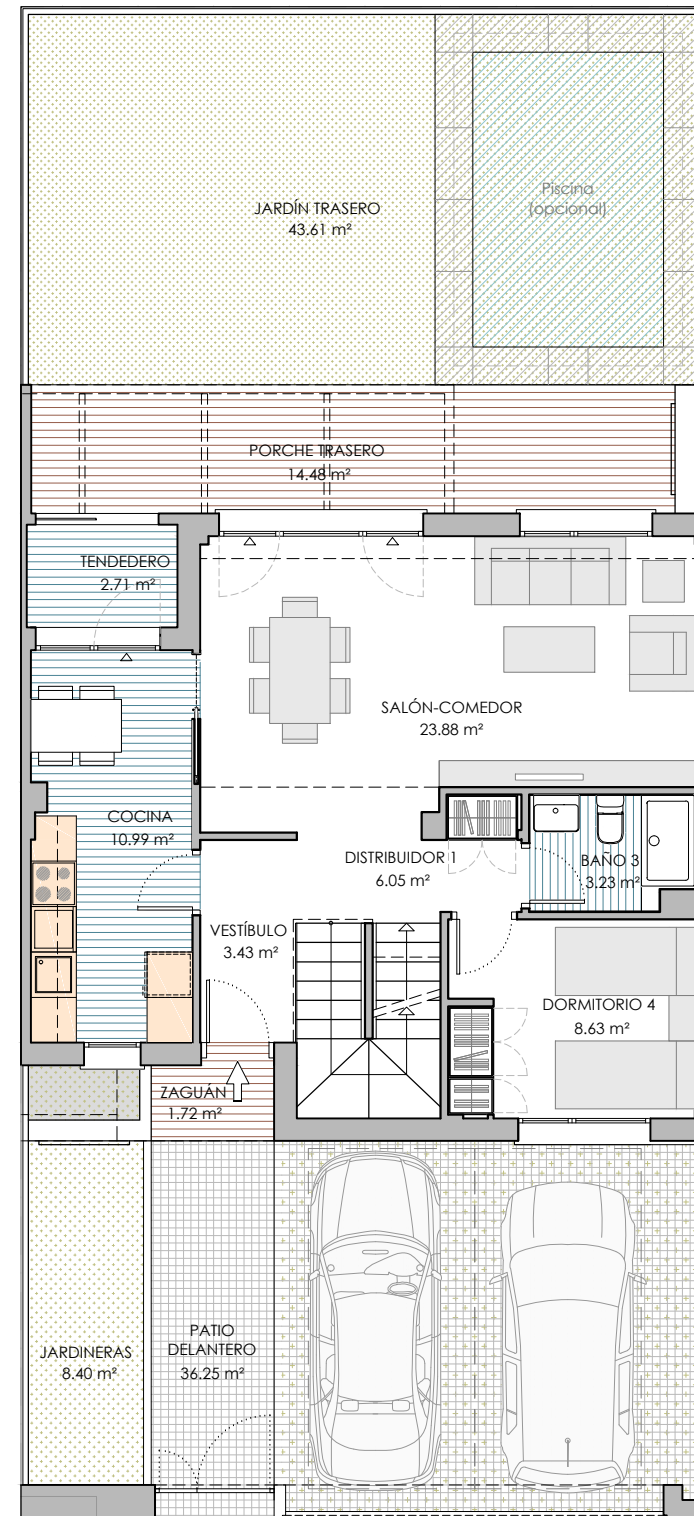 Piscina
(opcional)
JARDÍN TRASERO
43.61 m²
PORCHE TRASERO
14.48 m²
TENDEDERO
2.71 m²
SALÓN-COMEDOR
23.88 m²
COCINA
10.99 m²
DISTRIBUIDOR 1
6.05 m²
BAÑO 3
3.23 m²
VESTÍBULO
3.43 m²
DORMITORIO 4
8.63 m²
ZAGUÁN
1.72 m²
PATIO
DELANTERO
36.25 m²
JARDINERAS
8.40 m²